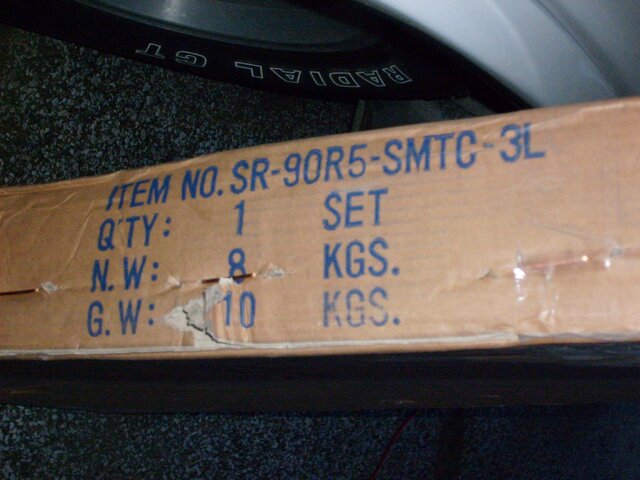 RADIAL GT
ITEM NO. SR-90R5-SMTC-3L
Q'TY: 1 SET
N.W: 8 KGS.
G.W: 10 KGS.